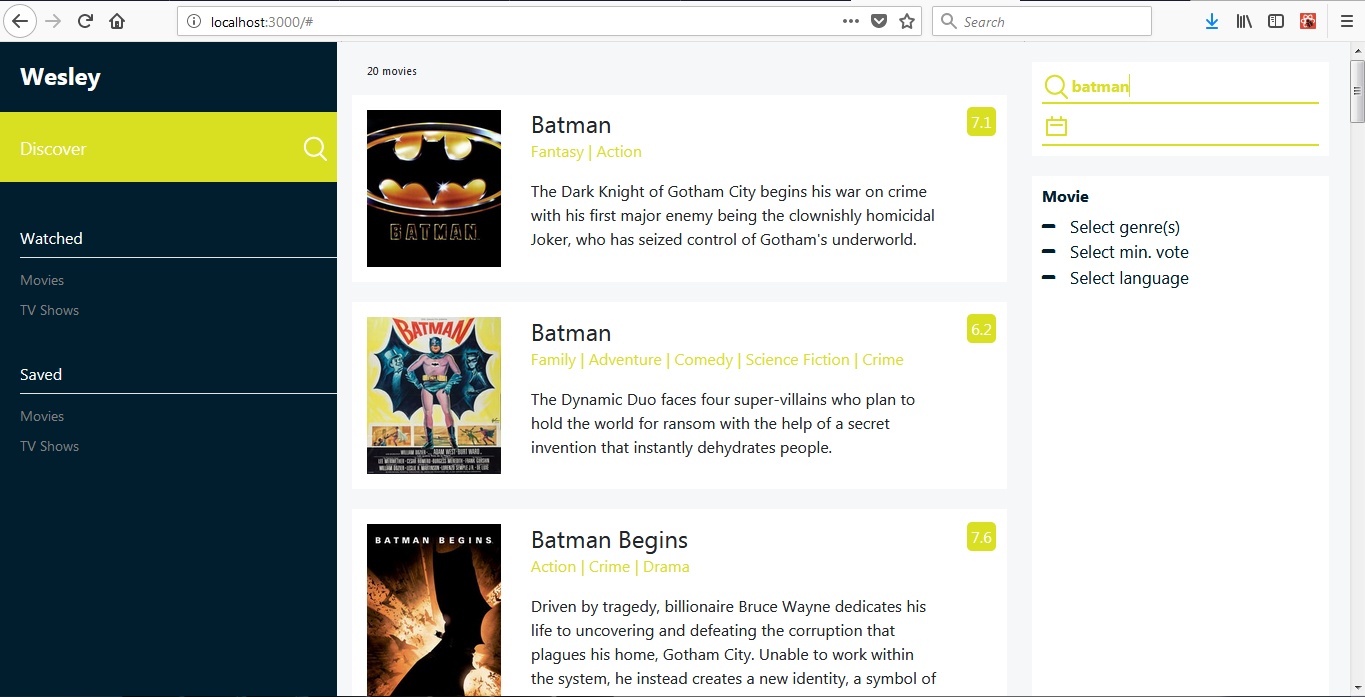 localhost:3000/#
Search
Wesley
Discover
Watched
Movies
TV Shows
Saved
Movies
TV Shows
20 movies
BATMAN
Batman
7.1
Fantasy | Action
The Dark Knight of Gotham City begins his war on crime
with his first major enemy being the clownishly homicidal
Joker, who has seized control of Gotham's underworld.
BATMAN
Batman
6.2
Family | Adventure | Comedy | Science Fiction | Crime
The Dynamic Duo faces four super-villains who plan to
hold the world for ransom with the help of a secret
invention that instantly dehydrates people.
ADAM WEST · BURT WARD
BATMAN BEGINS
Batman Begins
7.6
Action | Crime | Drama
Driven by tragedy, billionaire Bruce Wayne dedicates his
life to uncovering and defeating the corruption that
plagues his home, Gotham City. Unable to work within
the system, he instead creates a new identity, a symbol of
batman
Movie
Select genre(s)
Select min. vote
Select language